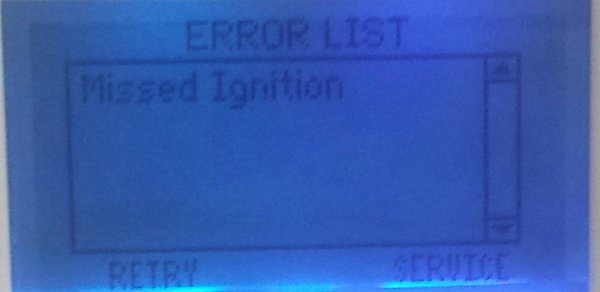 ERROR LIST
Missed Ignition
RETRY SERVICE